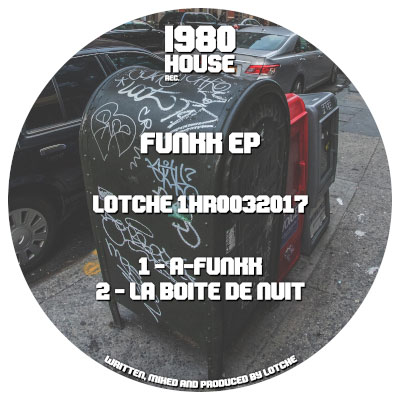 1980
HOUSE
REC.
FUNKK EP
LOTCHE 1HR0032017
1 - A-FUNKK
2 - LA BOITE DE NUIT
WRITTEN, MIXED AND PRODUCED BY LOTCHE